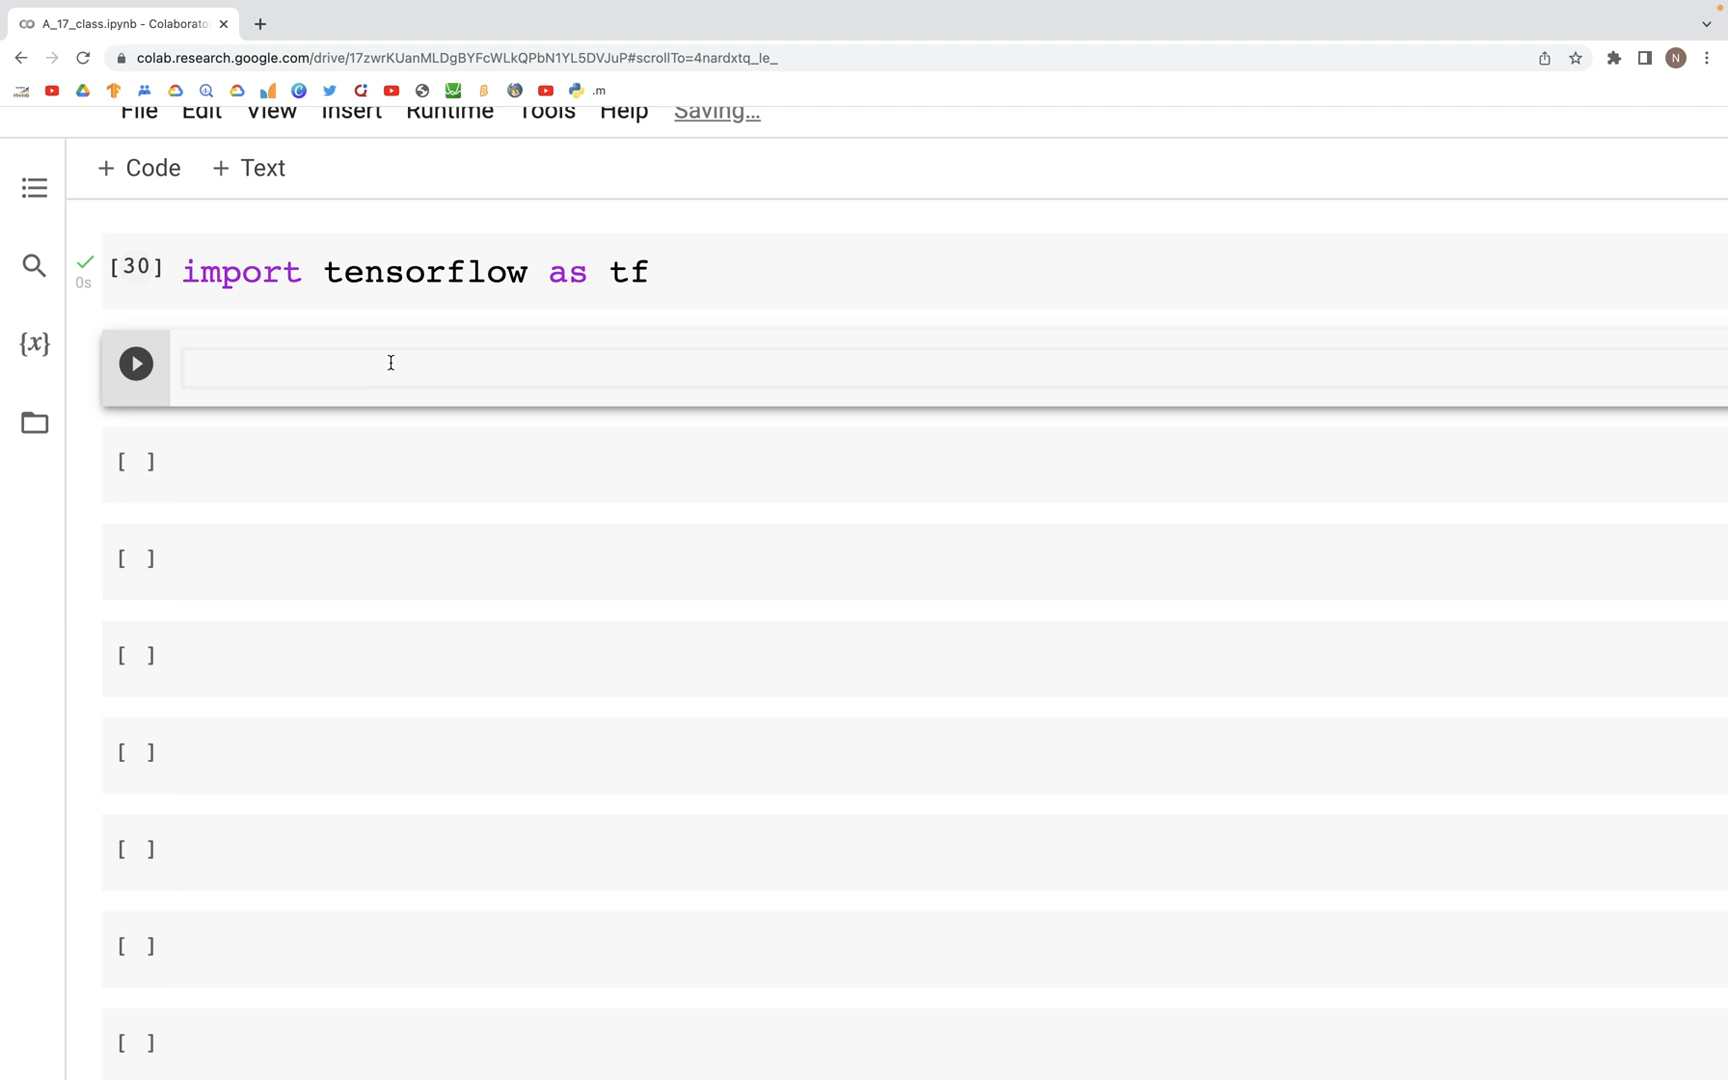 A_17_class.ipynb - Colaborato
colab.research.google.com/drive/17zwrKUanMLDgBYFcWLkQPbN1YL5DVJuP#scrollTo=4nardxtq_Ie_
N
.m
File Edit View Insert Runtime Tools Help Saving...
+ Code + Text
[30] import tensorflow as tf
0s
{x}
[ ]
[ ]
[ ]
[ ]
[ ]
[ ]
[ ]